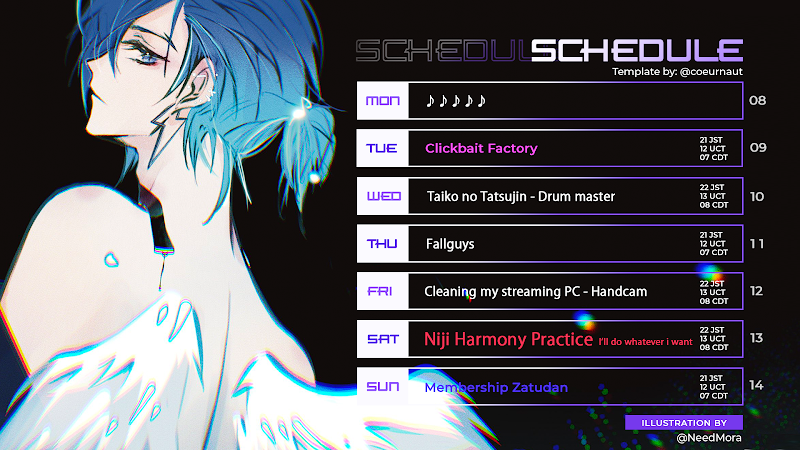 SCHEDUL SCHEDULE
Template by: @coeurnaut
MON ♪ ♪ ♪ ♪ ♪ 08
TUE Clickbait Factory 21 JST 12 UCT 07 CDT 09
WED Taiko no Tatsujin - Drum master 22 JST 13 UCT 08 CDT 10
THU Fallguys 21 JST 12 UCT 07 CDT 11
FRI Cleaning my streaming PC - Handcam 22 JST 13 UCT 08 CDT 12
SAT Niji Harmony Practice I'll do whatever i want 22 JST 13 UCT 08 CDT 13
SUN Membership Zatudan 21 JST 12 UCT 07 CDT 14
ILLUSTRATION BY
@NeedMora